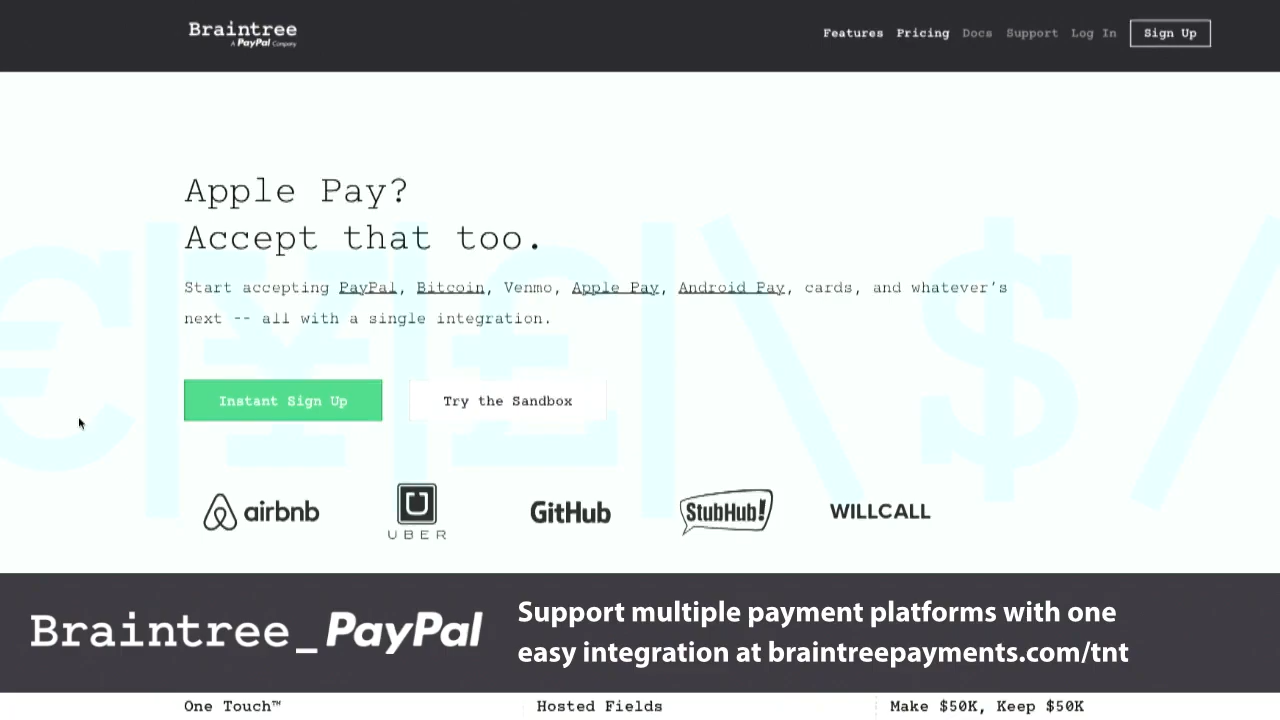 Braintree
A PayPal Company
Features Pricing Docs Support Log In Sign Up
Apple Pay?
Accept that too.
Start accepting PayPal, Bitcoin, Venmo, Apple Pay, Android Pay, cards, and whatever's
next -- all with a single integration.
Instant Sign Up Try the Sandbox
airbnb UBER GitHub StubHub! WILLCALL
Braintree_PayPal
Support multiple payment platforms with one
easy integration at braintreepayments.com/tnt
One Touch™ Hosted Fields Make $50K, Keep $50K